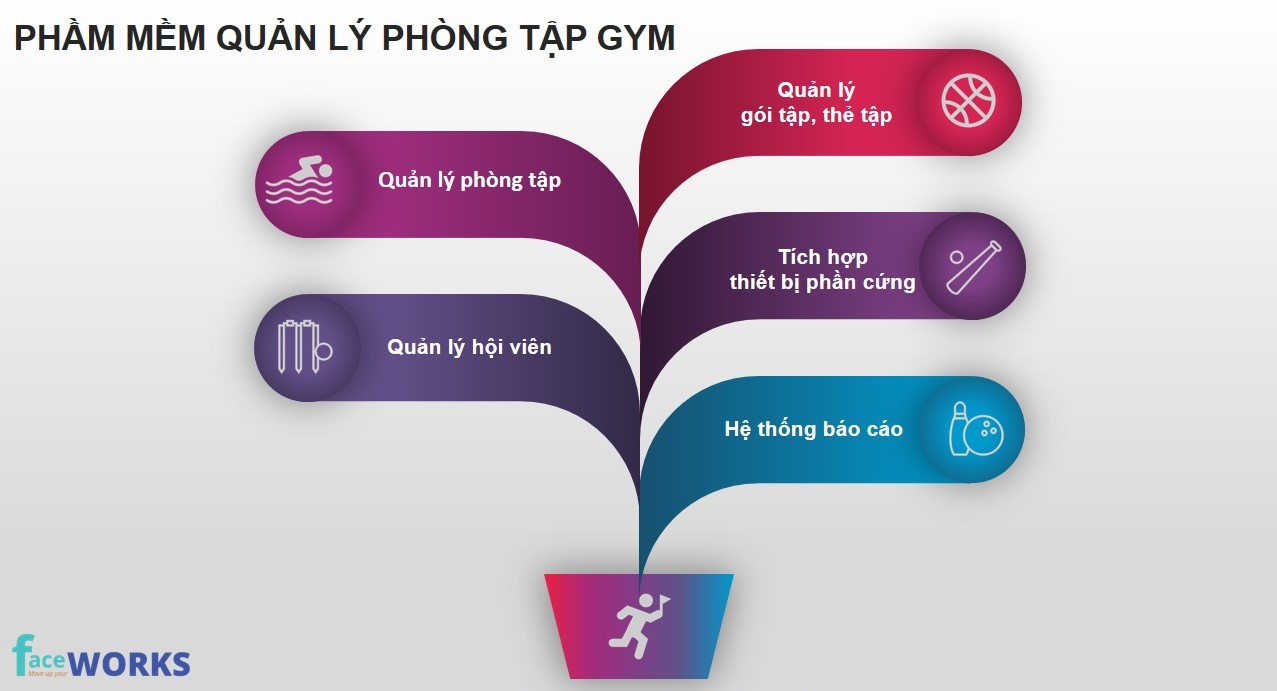 PHẦM MỀM QUẢN LÝ PHÒNG TẬP GYM
Quản lý
gói tập, thẻ tập
Quản lý phòng tập
Tích hợp
thiết bị phần cứng
Quản lý hội viên
Hệ thống báo cáo
faceWORKS
Move up your